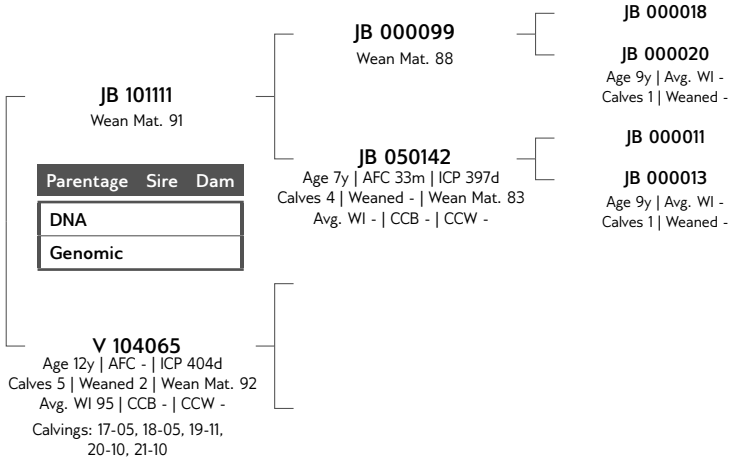 JB 000018
JB 000099
Wean Mat. 88
JB 000020
Age 9y | Avg. WI -
Calves 1 | Weaned -
JB 101111
Wean Mat. 91
JB 000011
JB 050142
Age 7y | AFC 33m | ICP 397d
Calves 4 | Weaned - | Wean Mat. 83
Avg. WI - | CCB - | CCW -
JB 000013
Age 9y | Avg. WI -
Calves 1 | Weaned -
Parentage Sire Dam
DNA
Genomic
V 104065
Age 12y | AFC - | ICP 404d
Calves 5 | Weaned 2 | Wean Mat. 92
Avg. WI 95 | CCB - | CCW -
Calvings: 17-05, 18-05, 19-11,
20-10, 21-10